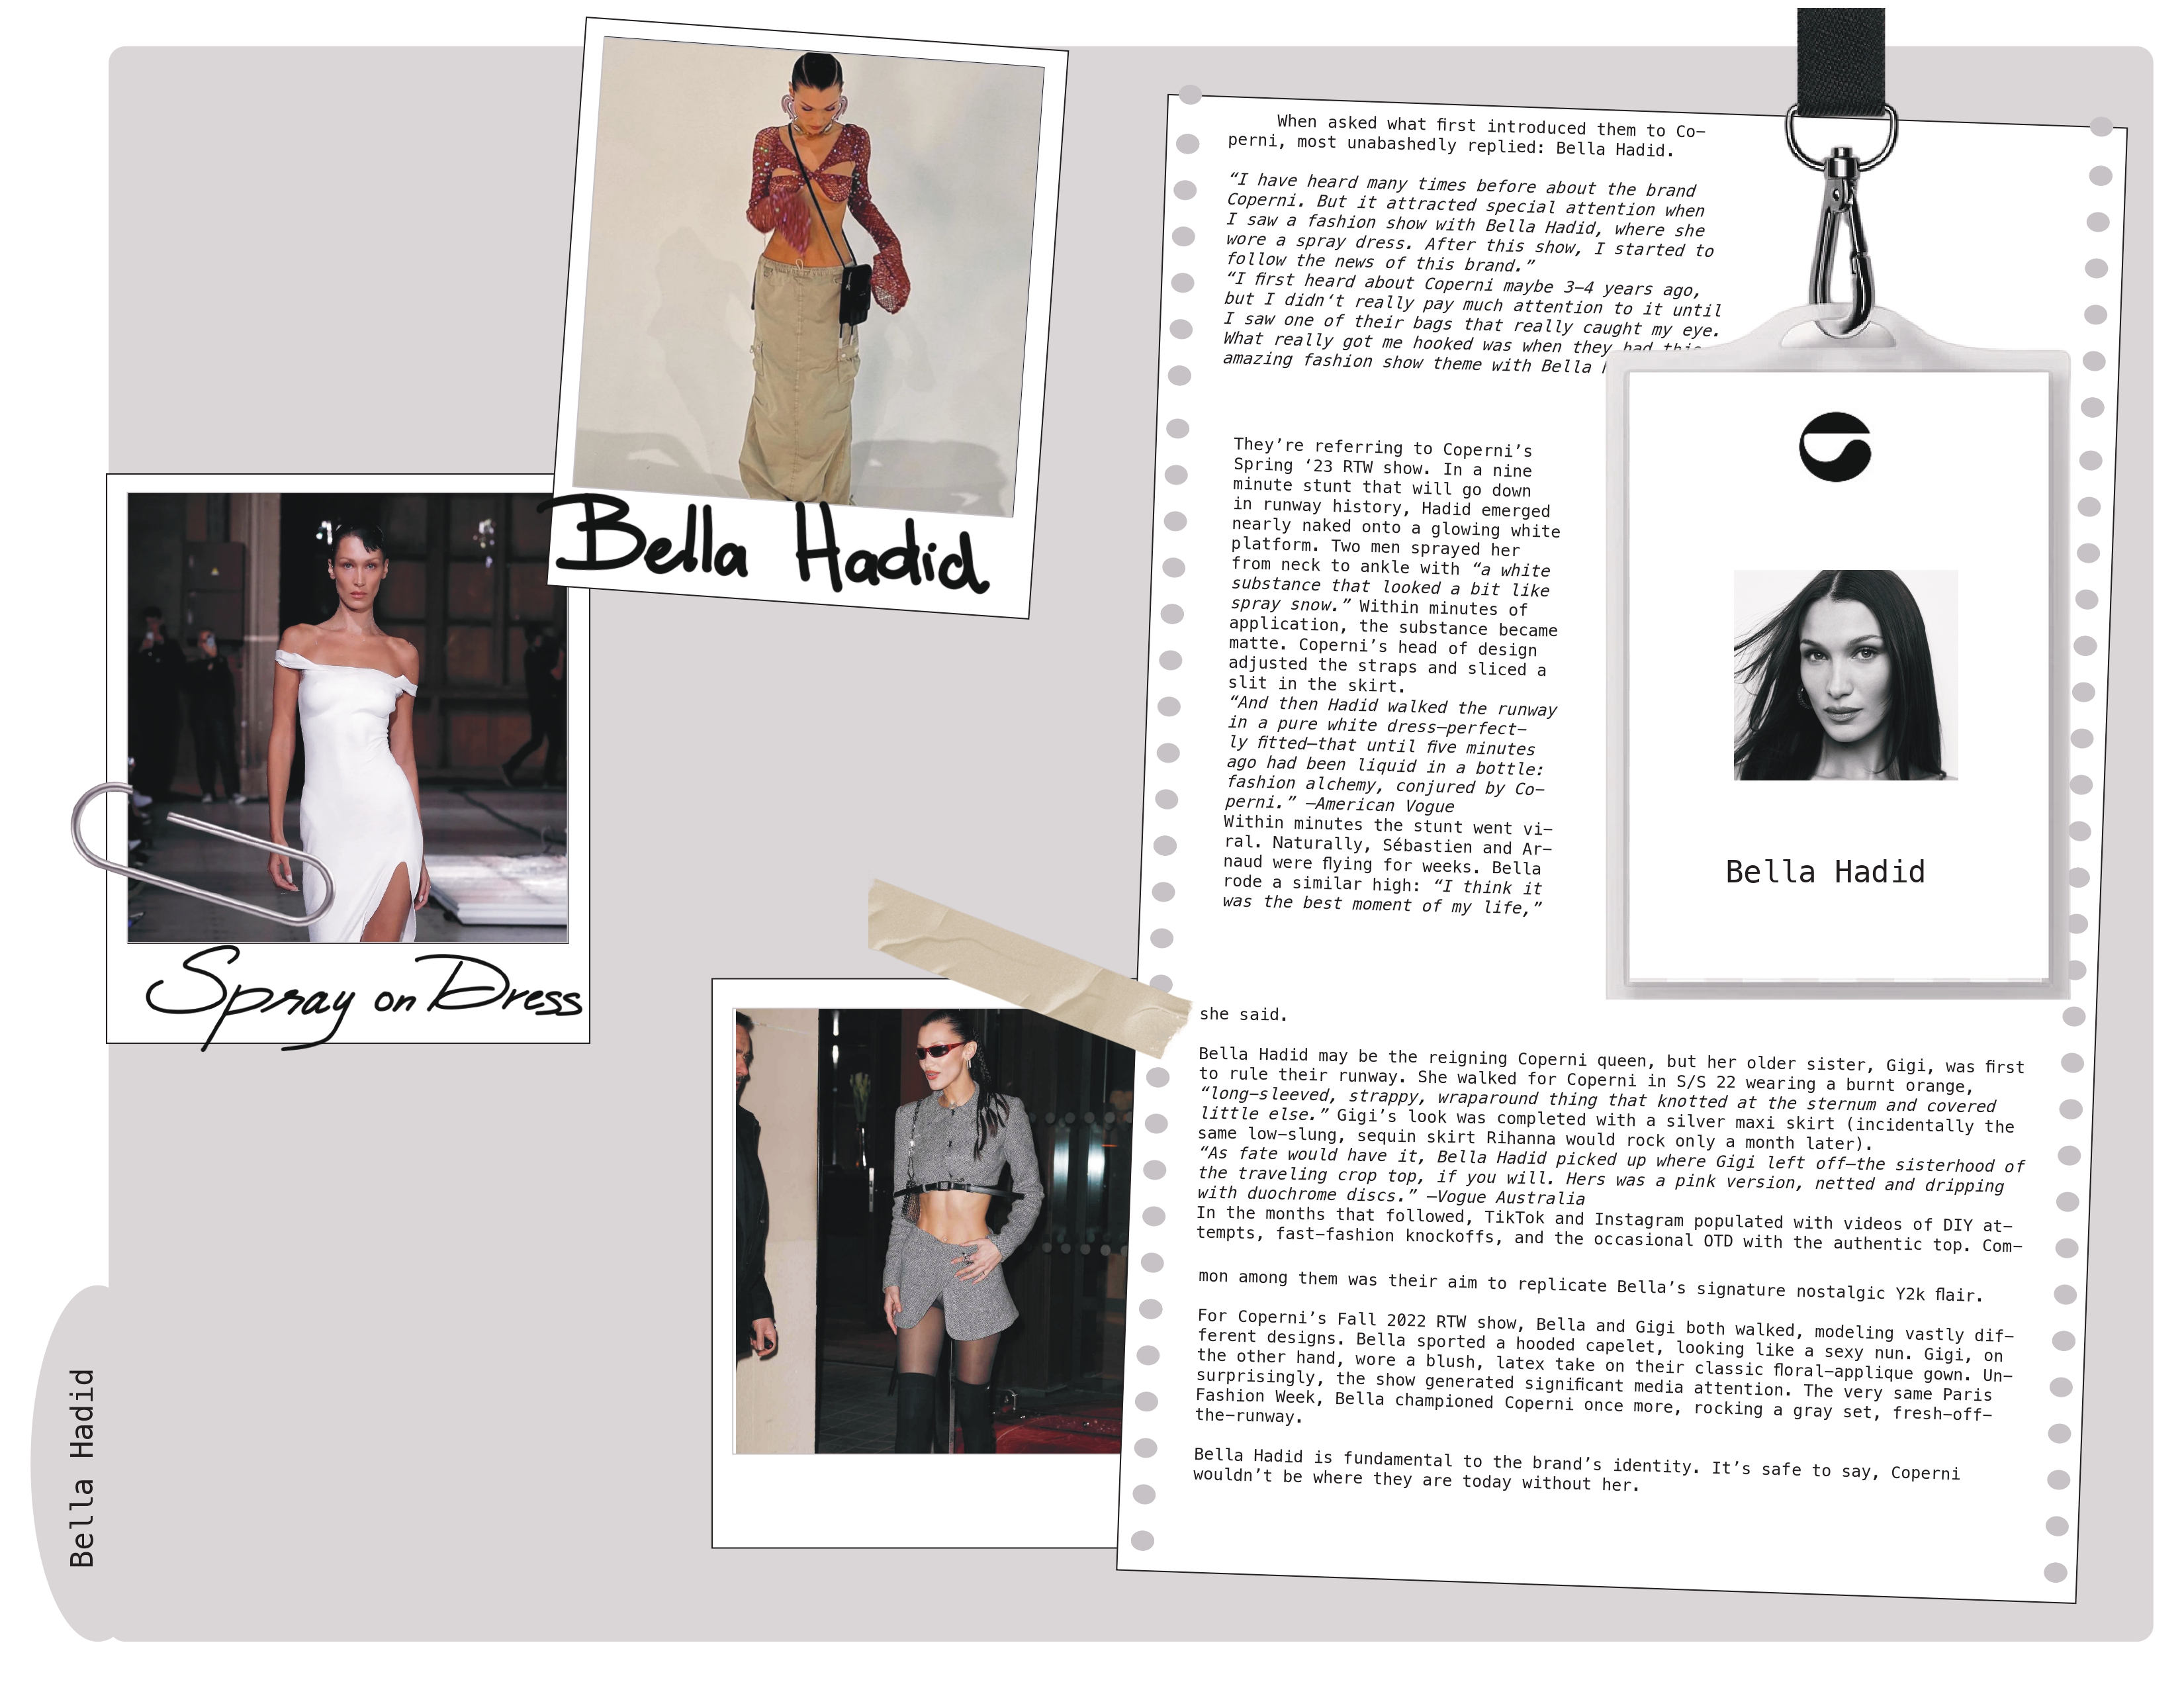 Bella Hadid
Spray on Dress
When asked what first introduced them to Co-
perni, most unabashedly replied: Bella Hadid.
“I have heard many times before about the brand
Coperni. But it attracted special attention when
I saw a fashion show with Bella Hadid, where she
wore a spray dress. After this show, I started to
follow the news of this brand.”
“I first heard about Coperni maybe 3-4 years ago,
but I didn‘t really pay much attention to it until
I saw one of their bags that really caught my eye.
What really got me hooked was when they had this
amazing fashion show theme with Bella
They’re referring to Coperni’s
Spring ‘23 RTW show. In a nine
minute stunt that will go down
in runway history, Hadid emerged
nearly naked onto a glowing white
platform. Two men sprayed her
from neck to ankle with “a white
substance that looked a bit like
spray snow.” Within minutes of
application, the substance became
matte. Coperni’s head of design
adjusted the straps and sliced a
slit in the skirt.
“And then Hadid walked the runway
in a pure white dress—perfect-
ly fitted—that until five minutes
ago had been liquid in a bottle:
fashion alchemy, conjured by Co-
perni.” —American Vogue
Within minutes the stunt went vi-
ral. Naturally, Sébastien and Ar-
naud were flying for weeks. Bella
rode a similar high: “I think it
was the best moment of my life,”
she said.
Bella Hadid may be the reigning Coperni queen, but her older sister, Gigi, was first
to rule their runway. She walked for Coperni in S/S 22 wearing a burnt orange,
“long-sleeved, strappy, wraparound thing that knotted at the sternum and covered
little else.” Gigi’s look was completed with a silver maxi skirt (incidentally the
same low-slung, sequin skirt Rihanna would rock only a month later).
“As fate would have it, Bella Hadid picked up where Gigi left off—the sisterhood of
the traveling crop top, if you will. Hers was a pink version, netted and dripping
with duochrome discs.” —Vogue Australia
In the months that followed, TikTok and Instagram populated with videos of DIY at-
tempts, fast-fashion knockoffs, and the occasional OTD with the authentic top. Com-
mon among them was their aim to replicate Bella’s signature nostalgic Y2k flair.
For Coperni’s Fall 2022 RTW show, Bella and Gigi both walked, modeling vastly dif-
ferent designs. Bella sported a hooded capelet, looking like a sexy nun. Gigi, on
the other hand, wore a blush, latex take on their classic floral-applique gown. Un-
surprisingly, the show generated significant media attention. The very same Paris
Fashion Week, Bella championed Coperni once more, rocking a gray set, fresh-off-
the-runway.
Bella Hadid is fundamental to the brand’s identity. It’s safe to say, Coperni
wouldn’t be where they are today without her.
Bella Hadid
Bella Hadid